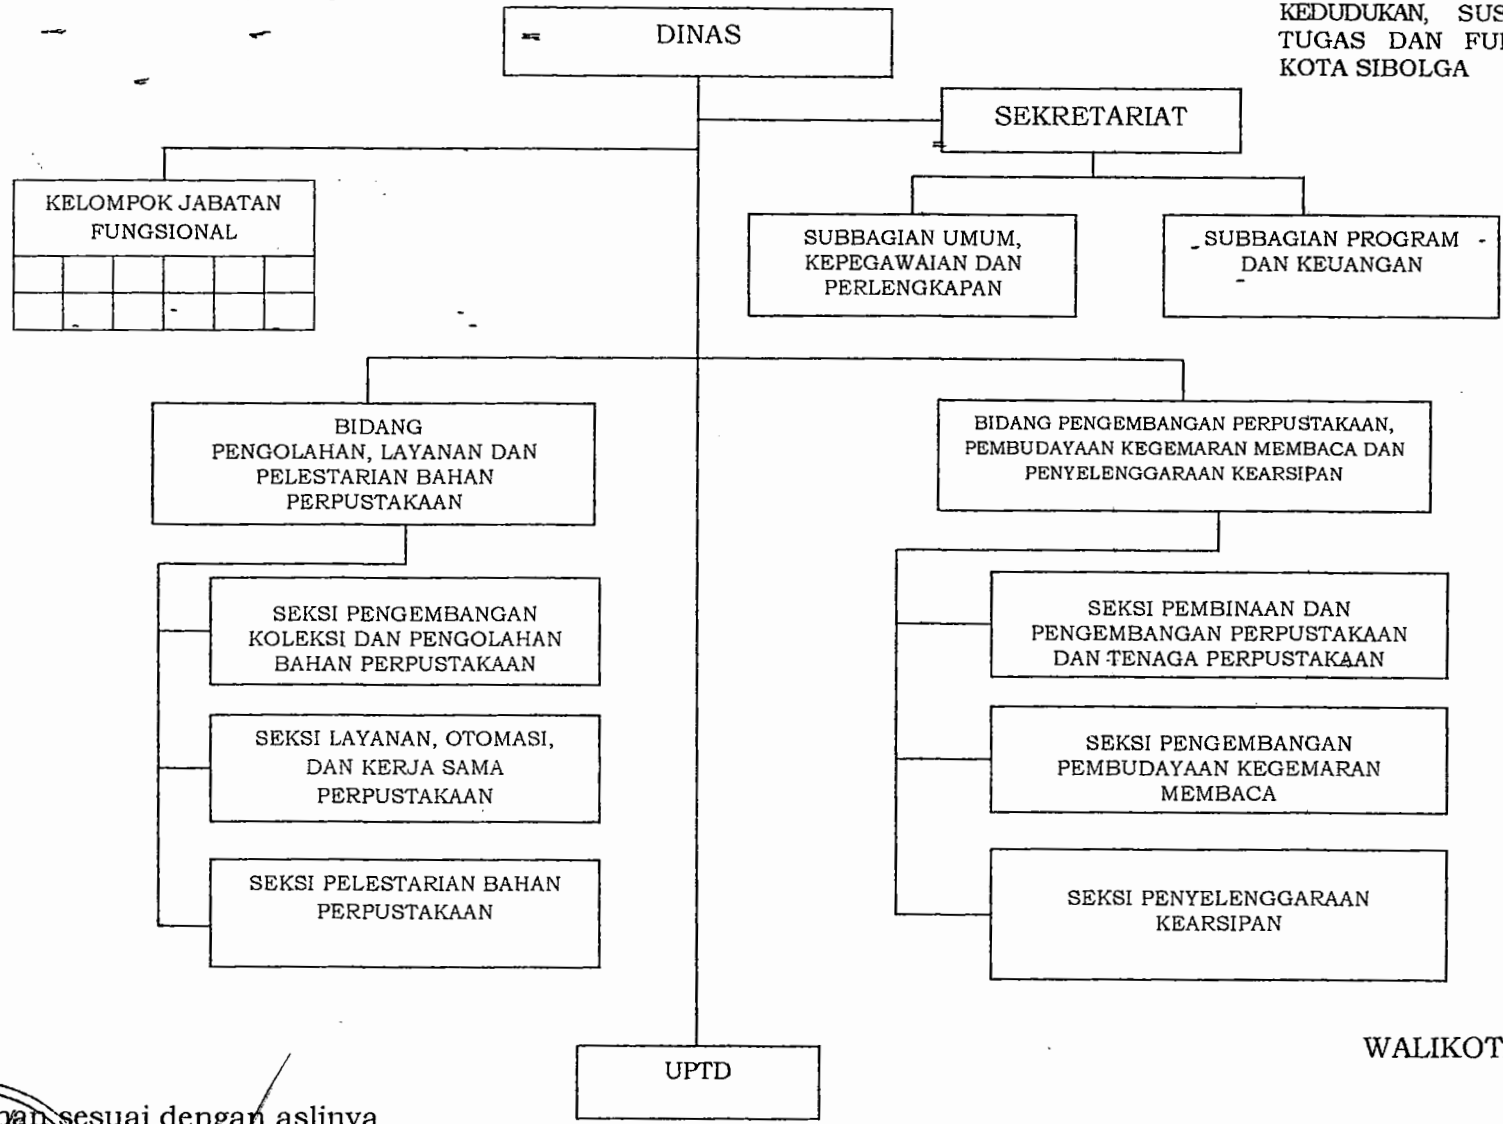 KEDUDUKAN,
TUGAS DAN
KOTA SIBOLGA
DINAS
SEKRETARIAT
KELOMPOK JABATAN
FUNGSIONAL
SUBBAGIAN UMUM,
KEPEGAWAIAN DAN
PERLENGKAPAN
SUBBAGIAN PROGRAM
DAN KEUANGAN
BIDANG
PENGOLAHAN, LAYANAN DAN
PELESTARIAN BAHAN
PERPUSTAKAAN
BIDANG PENGEMBANGAN PERPUSTAKAAN,
PEMBUDAYAAN KEGEMARAN MEMBACA DAN
PENYELENGGARAAN KEARSIPAN
SEKSI PENGEMBANGAN
KOLEKSI DAN PENGOLAHAN
BAHAN PERPUSTAKAAN
SEKSI LAYANAN, OTOMASI,
DAN KERJA SAMA
PERPUSTAKAAN
SEKSI PELESTARIAN BAHAN
PERPUSTAKAAN
SEKSI PEMBINAAN DAN
PENGEMBANGAN PERPUSTAKAAN
DAN TENAGA PERPUSTAKAAN
SEKSI PENGEMBANGAN
PEMBUDAYAAN KEGEMARAN
MEMBACA
SEKSI PENYELENGGARAAN
KEARSIPAN
UPTD
WALIKOT
sesuai dengan aslinya